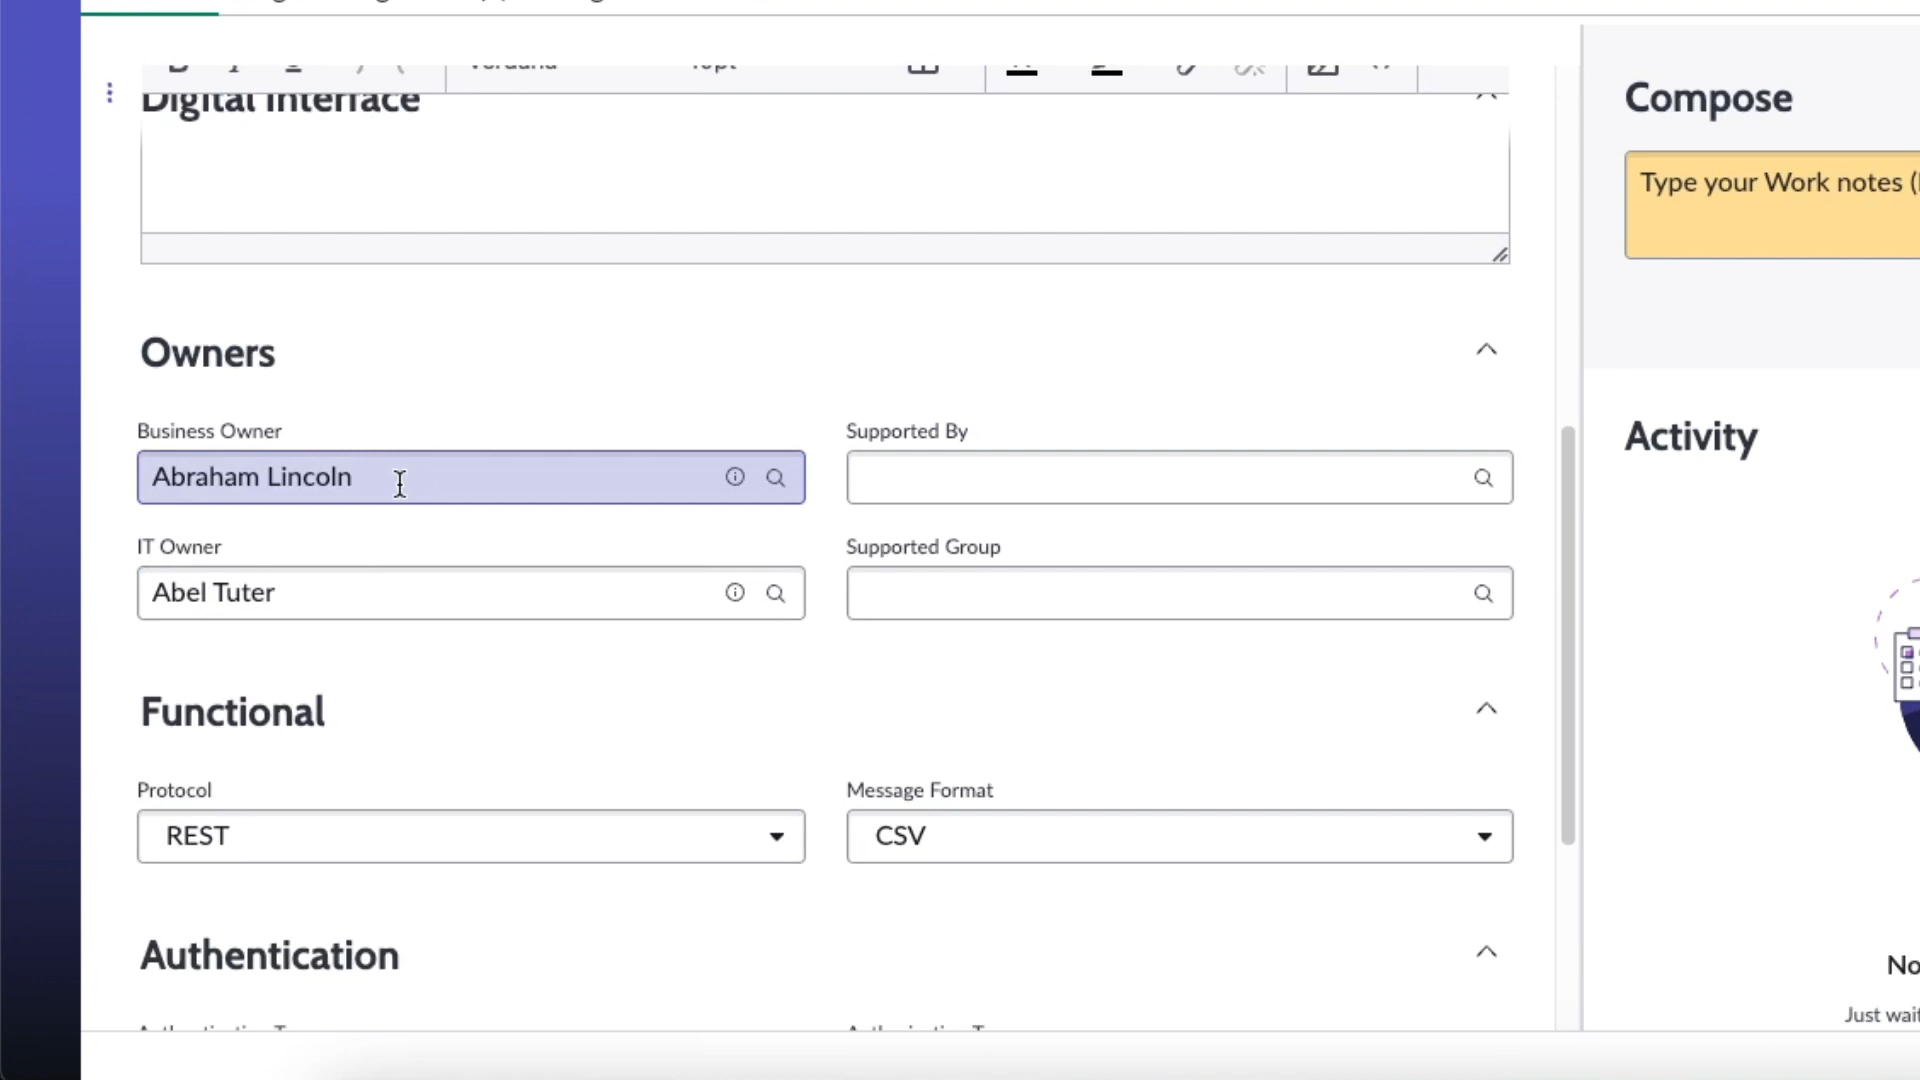 Digital Interface
Compose
Type your Work notes (
Owners
Business Owner
Supported By
Abraham Lincoln
Activity
IT Owner
Supported Group
Abel Tuter
Functional
Protocol
Message Format
REST
CSV
Authentication
No
Just wait